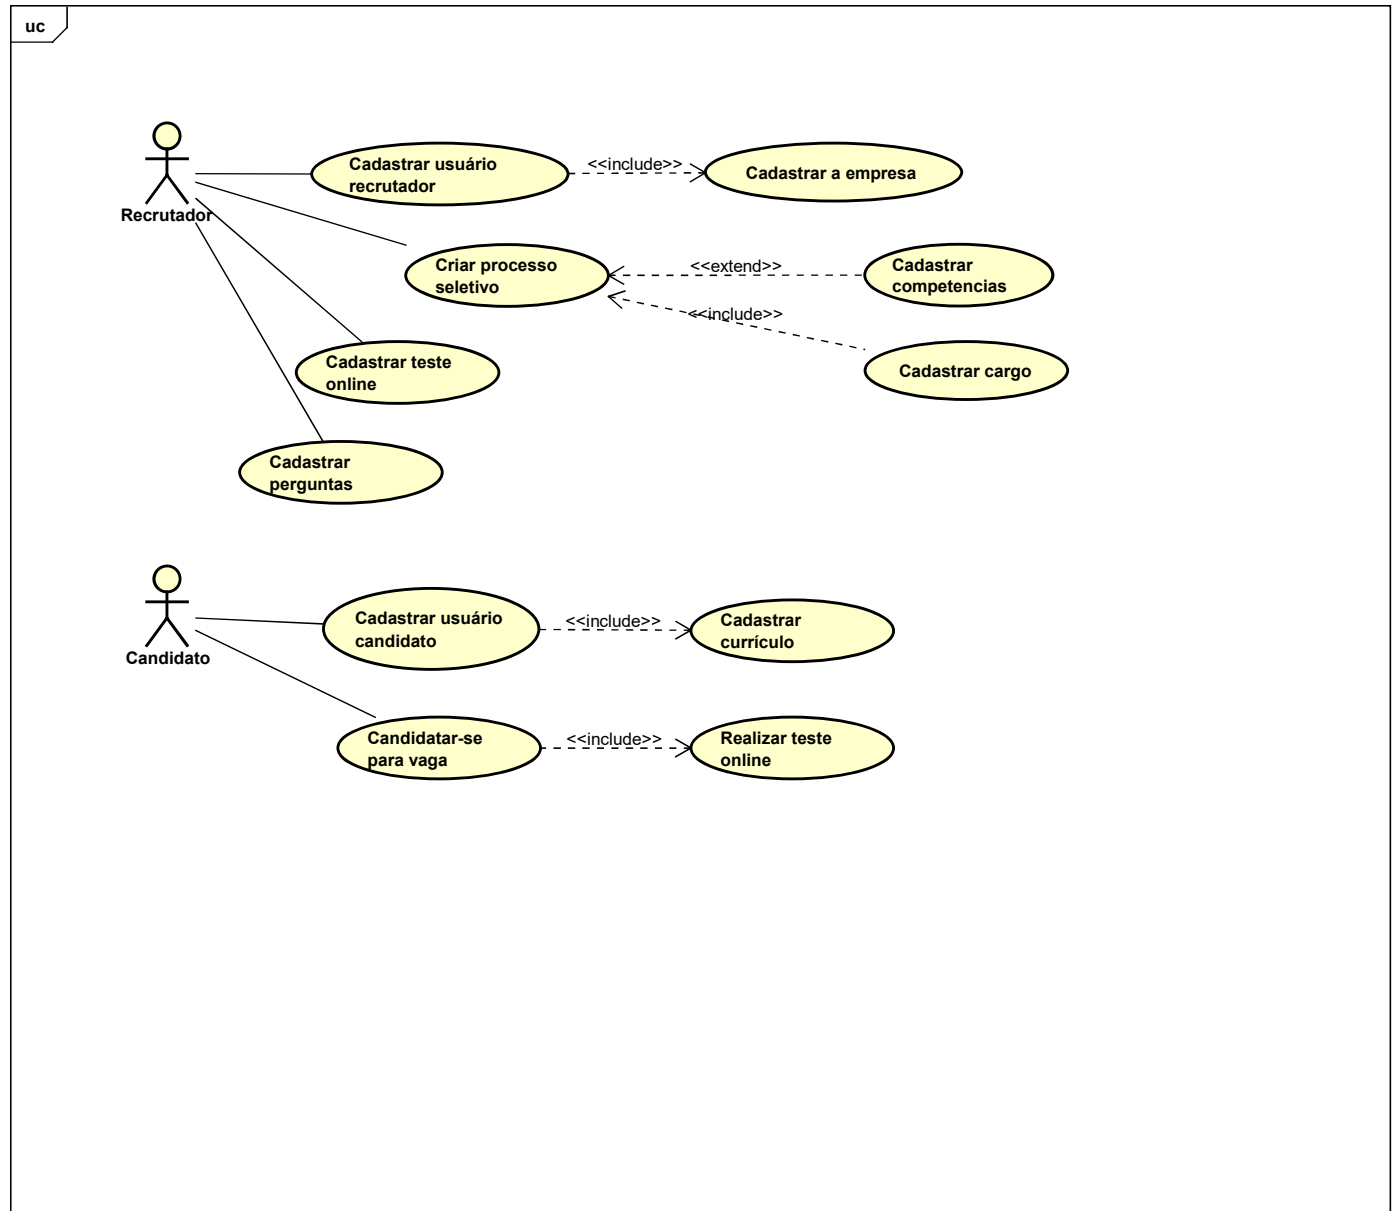 uc
Recrutador
Cadastrar usuário
recrutador
<<include>>
Cadastrar a empresa
Criar processo
seletivo
<<extend>>
Cadastrar
competencias
<<include>>
Cadastrar cargo
Cadastrar teste
online
Cadastrar
perguntas
Candidato
Cadastrar usuário
candidato
<<include>>
Cadastrar
currículo
Candidatar-se
para vaga
<<include>>
Realizar teste
online